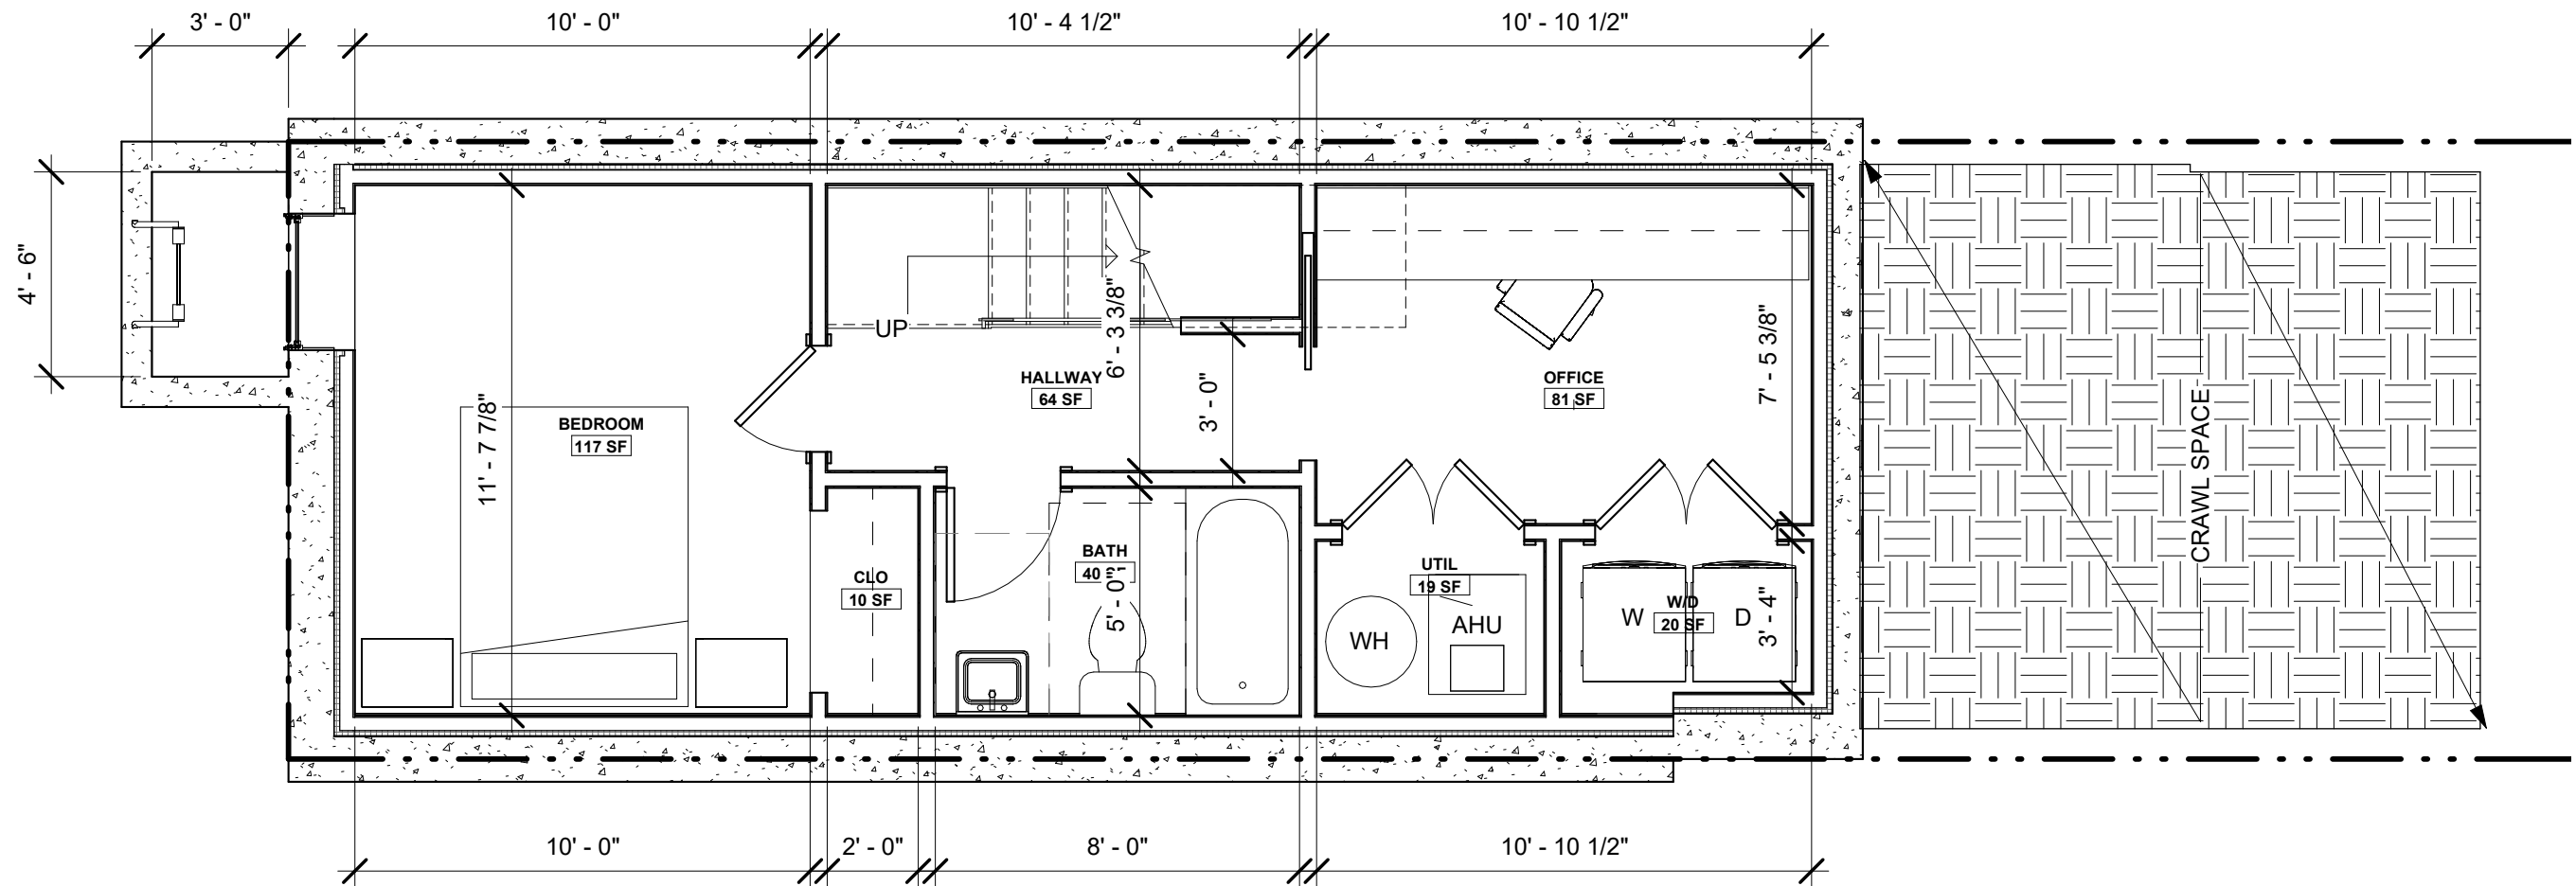 3' - 0"
10' - 0"
10' - 4 1/2"
10' - 10 1/2"
4' - 6"
UP
6' - 3 3/8"
HALLWAY
64 SF
3' - 0"
OFFICE
81 SF
7' - 5 3/8"
BEDROOM
117 SF
11' - 7 7/8"
CRAWL SPACE
CLO
10 SF
BATH
40
5' - 0"
UTIL
19 SF
WH
AHU
W/D
20 SF
W
D
3' - 4"
10' - 0"
2' - 0"
8' - 0"
10' - 10 1/2"